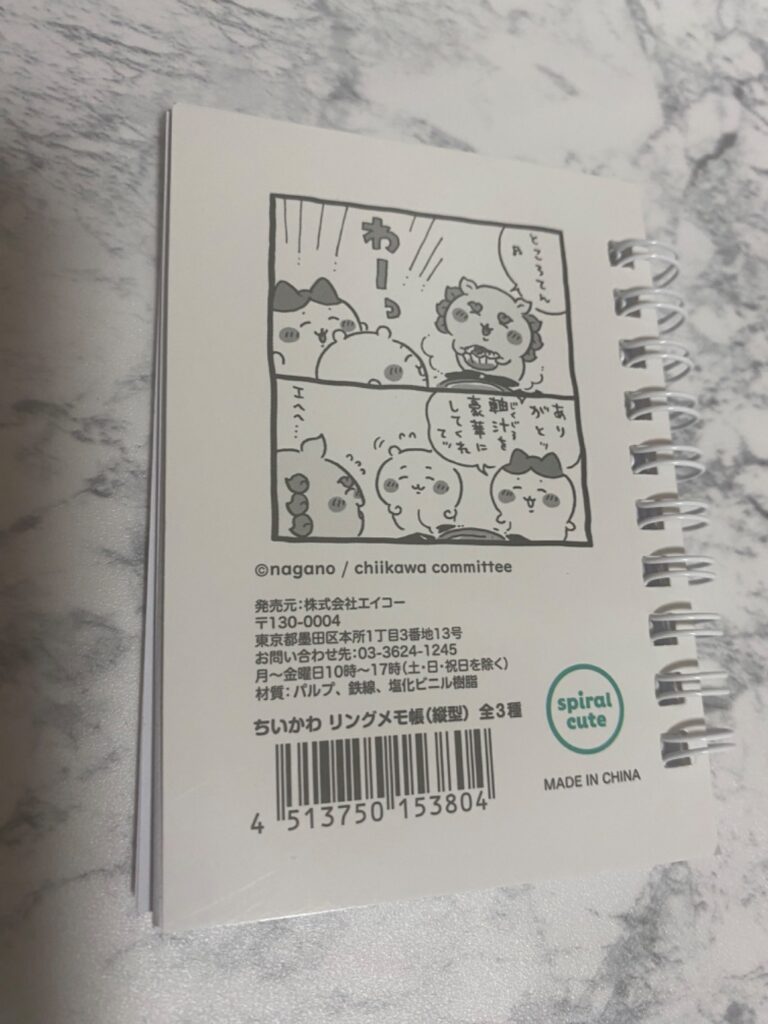 ところてん
わーっ
ありがとッ
釉汁を
じくじる
豪華に
してくれてッ
エへへ…
©nagano / chiikawa committee
発売元：株式会社エイコー
〒130-0004
東京都墨田区本所1丁目3番地13号
お問い合わせ先：03-3624-1245
月〜金曜日10時〜17時（土・日・祝日を除く）
材質：パルプ、鉄線、塩化ビニル樹脂
ちいかわ リングメモ帳（縦型） 全3種
spiral
cute
4 513750 153804
MADE IN CHINA